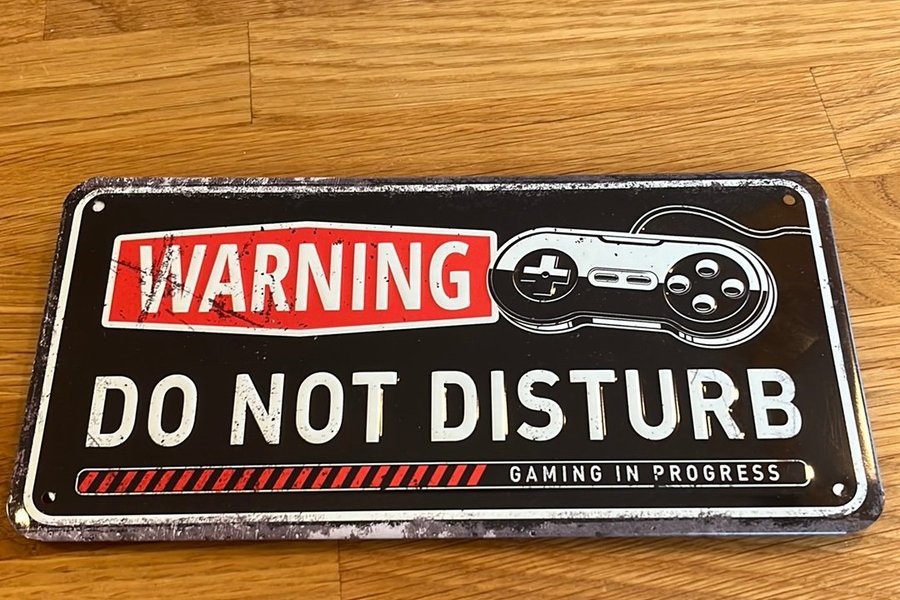 WARNING
DO NOT DISTURB
GAMING IN PROGRESS